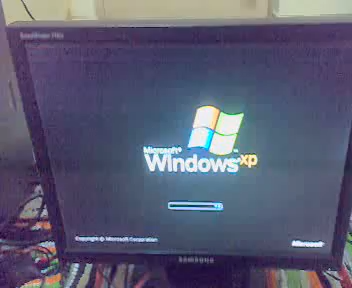 Microsoft®
Windows xp
Copyright © Microsoft Corporation
Microsoft
SAMSUNG